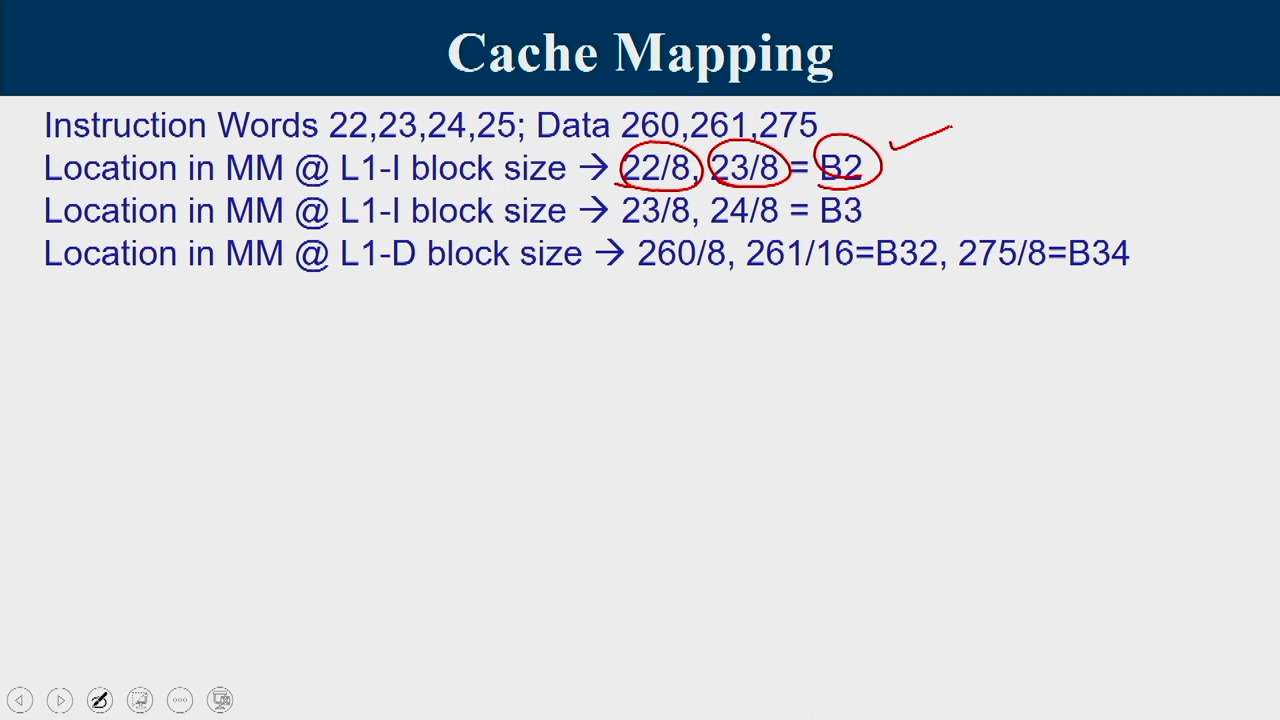 Cache Mapping
Instruction Words 22,23,24,25; Data 260,261,275
Location in MM @ L1-I block size → 22/8, 23/8 = B2
Location in MM @ L1-I block size → 23/8, 24/8 = B3
Location in MM @ L1-D block size → 260/8, 261/16=B32, 275/8=B34